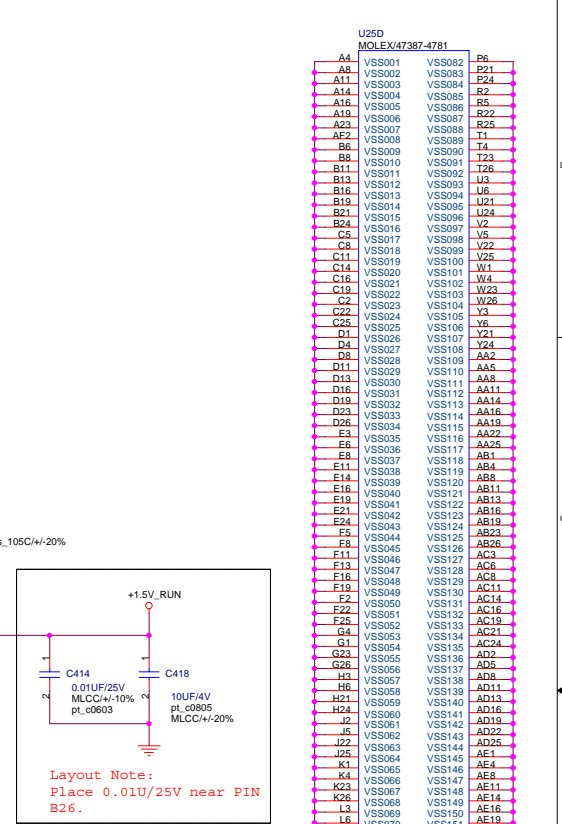 U25D
MOLEX/47387-4781
A4 VSS001 VSS082 P6
A8 VSS002 VSS083 P21
A11 VSS003 VSS084 P24
A14 VSS004 VSS085 R2
A16 VSS005 VSS086 R5
A19 VSS006 VSS087 R22
A23 VSS007 VSS088 R25
AF2 VSS008 VSS089 T1
B6 VSS009 VSS090 T4
B8 VSS010 VSS091 T23
B11 VSS011 VSS092 T26
B13 VSS012 VSS093 U3
B16 VSS013 VSS094 U6
B19 VSS014 VSS095 U21
B21 VSS015 VSS096 U24
B24 VSS016 VSS097 V2
C5 VSS017 VSS098 V5
C8 VSS018 VSS099 V22
C11 VSS019 VSS100 V25
C14 VSS020 VSS101 W1
C16 VSS021 VSS102 W4
C19 VSS022 VSS103 W23
C2 VSS023 VSS104 W26
C22 VSS024 VSS105 Y3
C25 VSS025 VSS106 Y6
D1 VSS026 VSS107 Y21
D4 VSS027 VSS108 Y24
D8 VSS028 VSS109 AA2
D11 VSS029 VSS110 AA5
D13 VSS030 VSS111 AA8
D16 VSS031 VSS112 AA11
D19 VSS032 VSS113 AA14
D23 VSS033 VSS114 AA16
D26 VSS034 VSS115 AA19
E3 VSS035 VSS116 AA22
E6 VSS036 VSS117 AA25
E8 VSS037 VSS118 AB1
E11 VSS038 VSS119 AB4
E14 VSS039 VSS120 AB8
E16 VSS040 VSS121 AB11
E19 VSS041 VSS122 AB13
E21 VSS042 VSS123 AB16
E24 VSS043 VSS124 AB19
F5 VSS044 VSS125 AB23
F8 VSS045 VSS126 AB26
F11 VSS046 VSS127 AC3
F13 VSS047 VSS128 AC6
F16 VSS048 VSS129 AC8
F19 VSS049 VSS130 AC11
F2 VSS050 VSS131 AC14
F22 VSS051 VSS132 AC16
F25 VSS052 VSS133 AC19
G4 VSS053 VSS134 AC21
G1 VSS054 VSS135 AC24
G23 VSS055 VSS136 AD2
G26 VSS056 VSS137 AD5
H3 VSS057 VSS138 AD8
H6 VSS058 VSS139 AD11
H21 VSS059 VSS140 AD13
H24 VSS060 VSS141 AD16
J2 VSS061 VSS142 AD19
J5 VSS062 VSS143 AD22
J22 VSS063 VSS144 AD25
J25 VSS064 VSS145 AE1
K1 VSS065 VSS146 AE4
K4 VSS066 VSS147 AE8
K23 VSS067 VSS148 AE11
K26 VSS068 VSS149 AE14
L3 VSS069 VSS150 AE16
L6 VSS070 VSS151 AE19
_105C/+/-20%
+1.5V_RUN
1 1
C414 C418
0.01UF/25V
MLCC/+/-10%
pt_c0603
10UF/4V
pt_c0805
MLCC/+/-20%
2 2
Layout Note:
Place 0.01U/25V near PIN
B26.